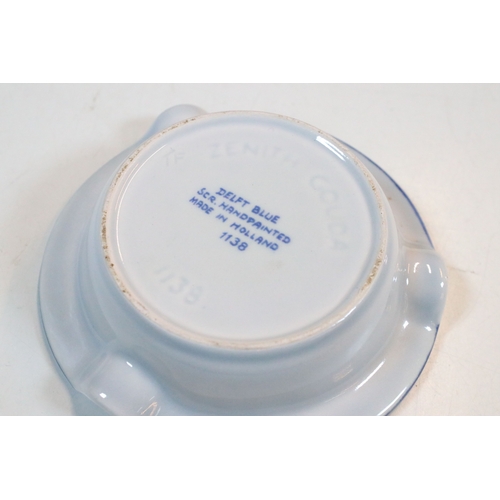 ZENITH GOUDA
DELFT BLUE
SCR. HANDPAINTED
MADE IN HOLLAND
1138
1138.